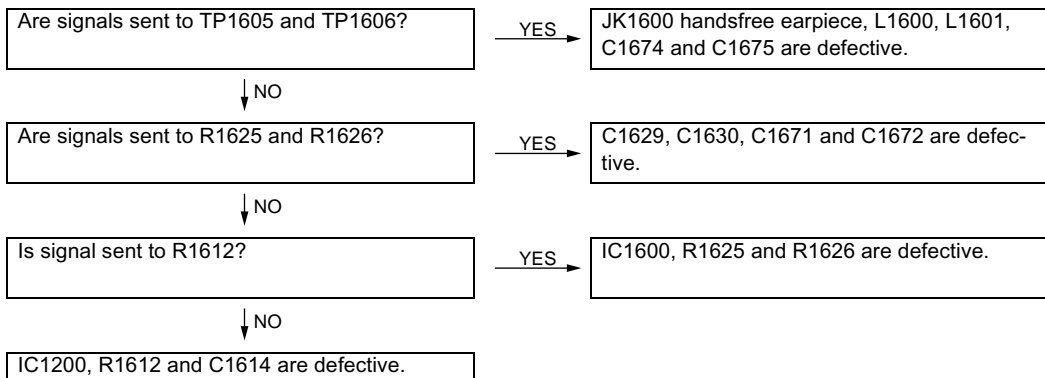 Are signals sent to TP1605 and TP1606?
YES
JK1600 handsfree earpiece, L1600, L1601,
C1674 and C1675 are defective.
NO
Are signals sent to R1625 and R1626?
YES
C1629, C1630, C1671 and C1672 are defec-
tive.
NO
Is signal sent to R1612?
YES
IC1600, R1625 and R1626 are defective.
NO
IC1200, R1612 and C1614 are defective.